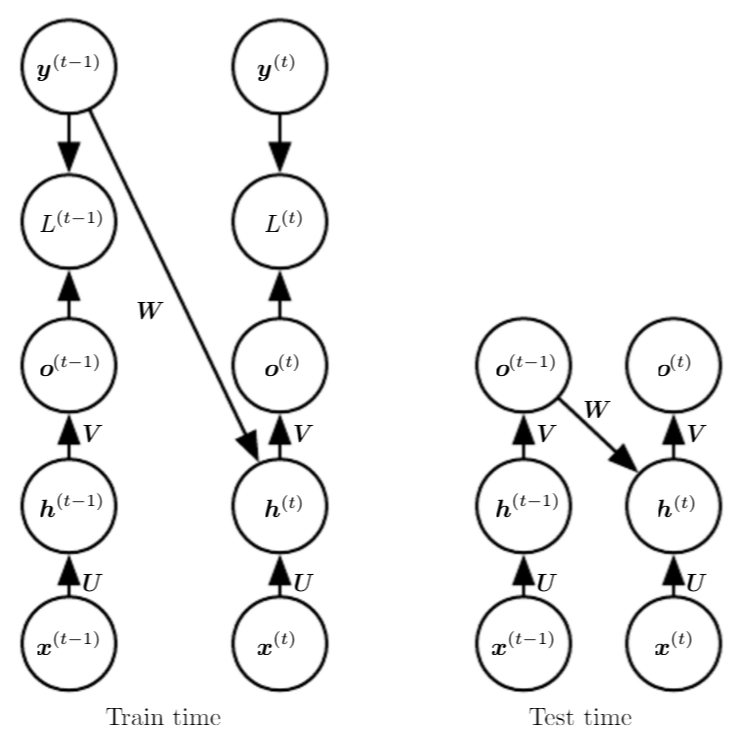 y^(t−1) y^(t)
L^(t−1) L^(t)
W
o^(t−1) o^(t) o^(t−1) o^(t)
W
V V V V
h^(t−1) h^(t) h^(t−1) h^(t)
U U U U
x^(t−1) x^(t) x^(t−1) x^(t)
Train time Test time